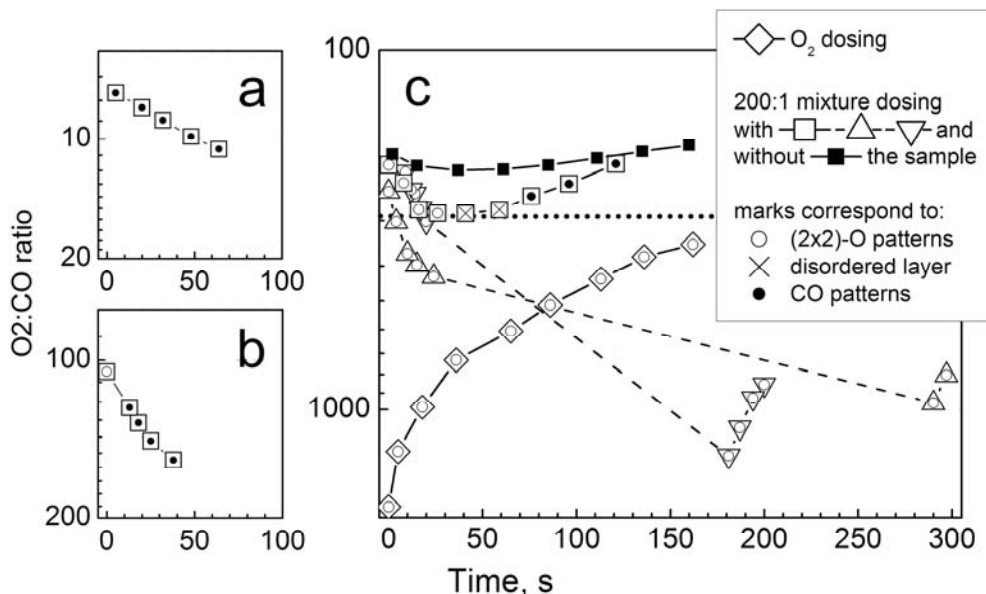 O2:CO ratio
a
10
20
0 50 100
b
100
200
0 50 100
c
100
1000
0 50 100 150 200 250 300
Time, s
O2 dosing
200:1 mixture dosing
with and
without the sample
marks correspond to:
(2x2)-O patterns
disordered layer
CO patterns